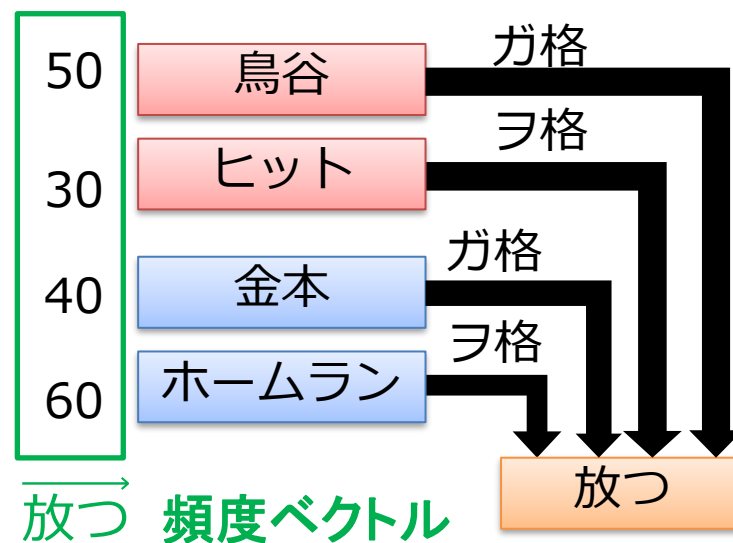 50 鳥谷 ガ格
30 ヒット ヲ格
40 金本 ガ格
60 ホームラン ヲ格
放つ
放つ 頻度ベクトル